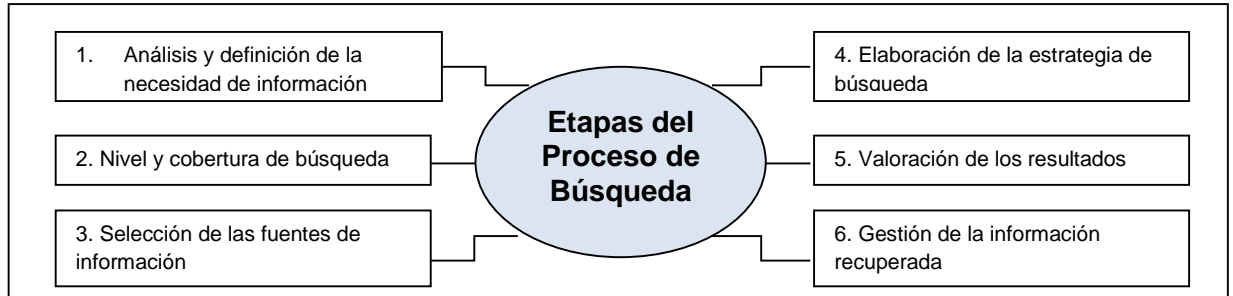 1. Análisis y definición de la
necesidad de información
2. Nivel y cobertura de búsqueda
3. Selección de las fuentes de
información
Etapas del
Proceso de
Búsqueda
4. Elaboración de la estrategia de
búsqueda
5. Valoración de los resultados
6. Gestión de la información
recuperada